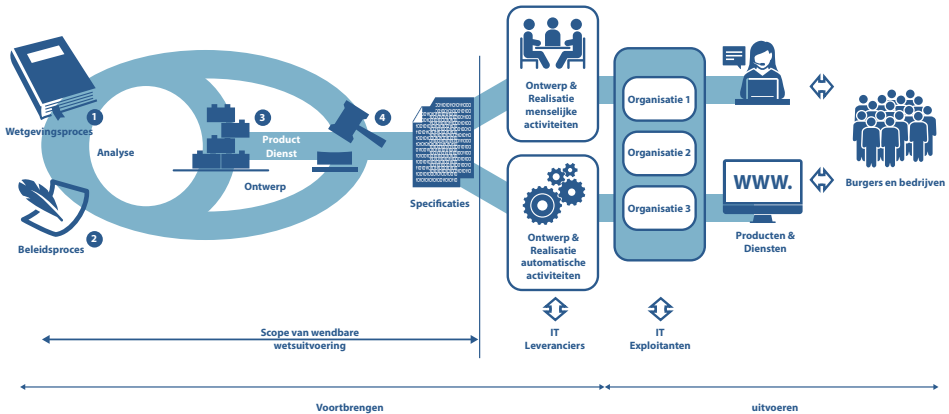 1
Wetgevingsproces
Analyse
2
Beleidsproces
3
Product
Dienst
Ontwerp
4
Specificaties
Ontwerp &
Realisatie
menselijke
activiteiten
Ontwerp &
Realisatie
automatische
activiteiten
Organisatie 1
Organisatie 2
Organisatie 3
WWW.
Producten &
Diensten
Burgers en bedrijven
IT
Leveranciers
IT
Exploitanten
Scope van wendbare
wetsuitvoering
Voortbrengen
uitvoeren